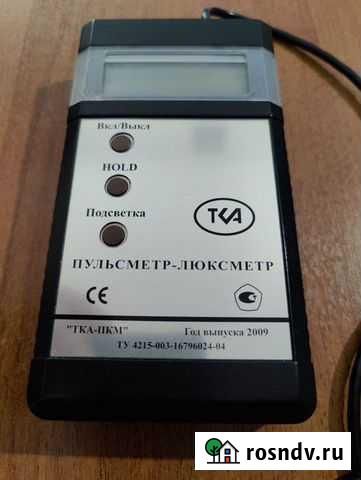 Вкл/Выкл
HOLD
Подсветка
ТКА
ПУЛЬСМЕТР-ЛЮКСМЕТР
CE
"ТКА-ПКМ" Год выпуска 2009
ТУ 4215-003-16796024-04
rosndv.ru